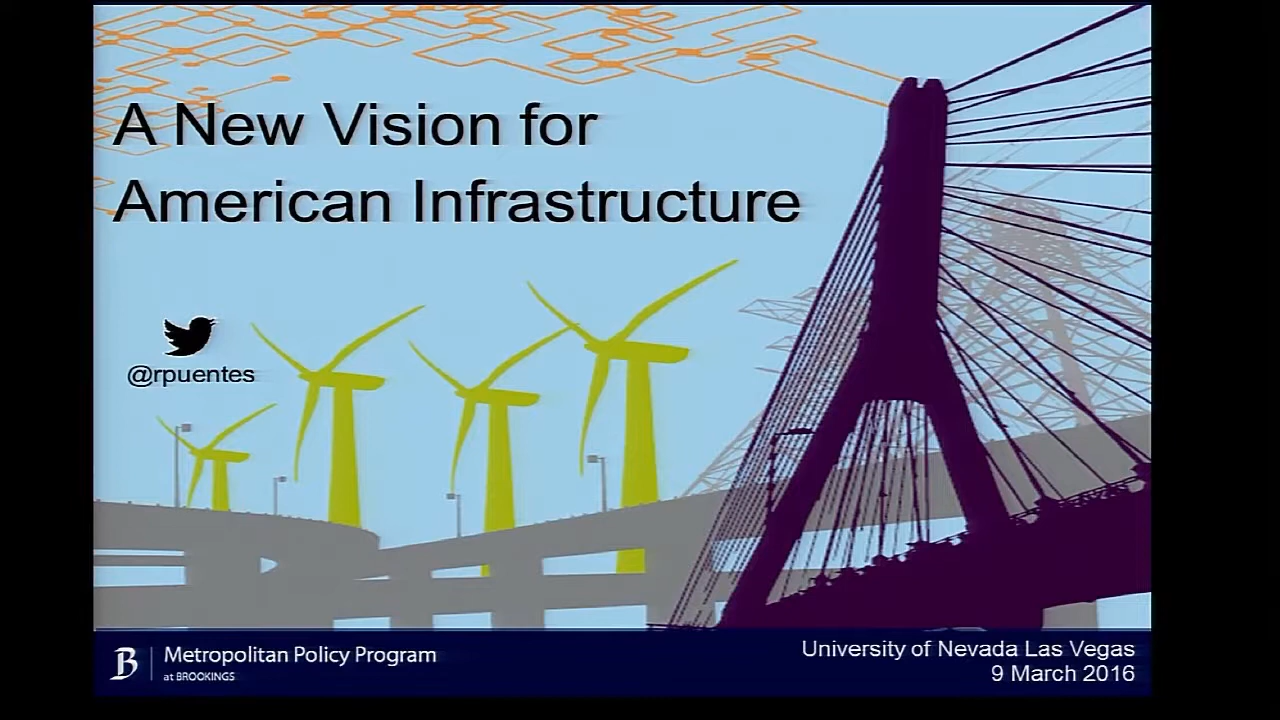 A New Vision for
American Infrastructure
@rpuentes
B
Metropolitan Policy Program
at BROOKINGS
University of Nevada Las Vegas
9 March 2016